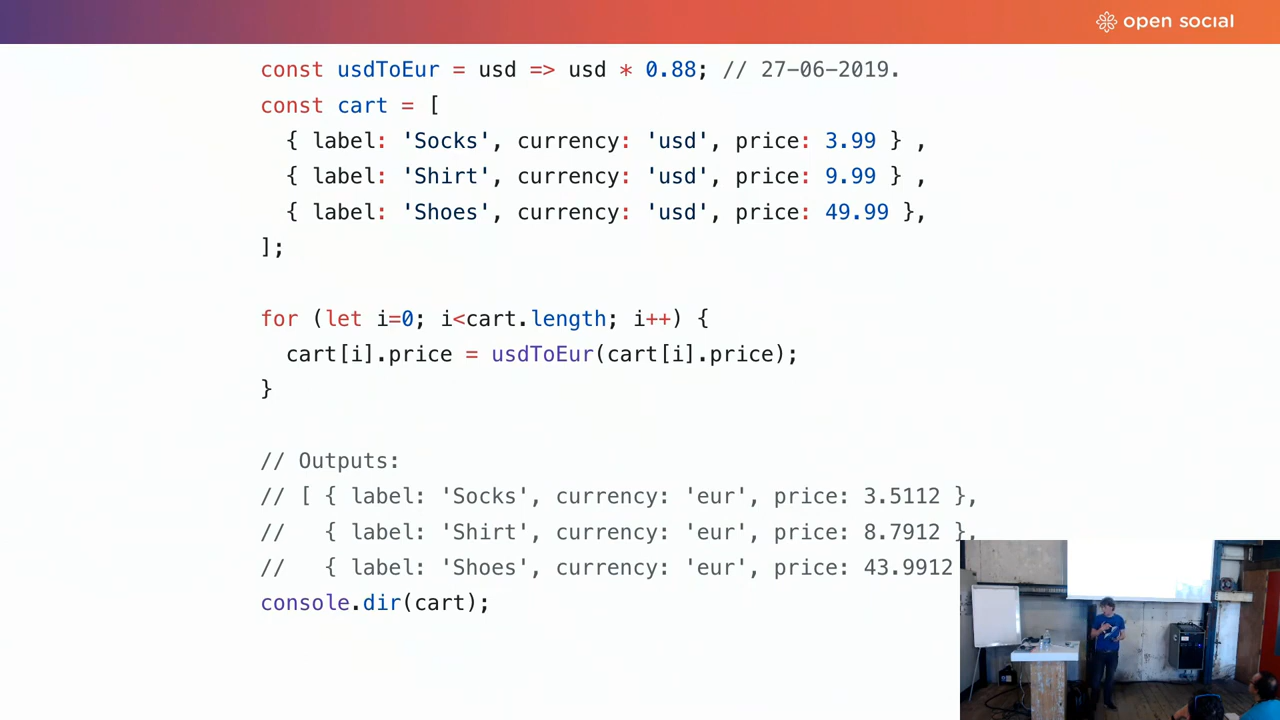 open social
const usdToEur = usd => usd * 0.88; // 27-06-2019.
const cart = [
  { label: 'Socks', currency: 'usd', price: 3.99 } ,
  { label: 'Shirt', currency: 'usd', price: 9.99 } ,
  { label: 'Shoes', currency: 'usd', price: 49.99 },
];
for (let i=0; i<cart.length; i++) {
  cart[i].price = usdToEur(cart[i].price);
}
// Outputs:
// [ { label: 'Socks', currency: 'eur', price: 3.5112 },
//   { label: 'Shirt', currency: 'eur', price: 8.7912 },
//   { label: 'Shoes', currency: 'eur', price: 43.9912
console.dir(cart);